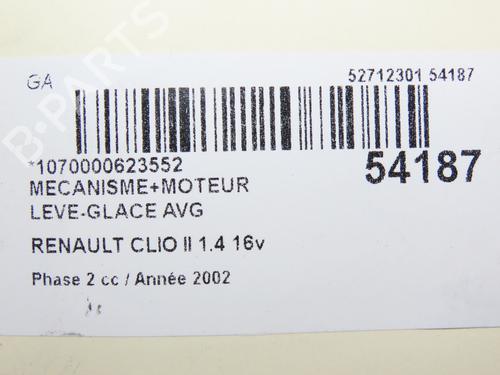 GA
52712301 54187
*1070000623552
54187
MECANISME+MOTEUR
LEVE-GLACE AVG
RENAULT CLIO II 1.4 16v
Phase 2 cc / Année 2002
B-PARTS